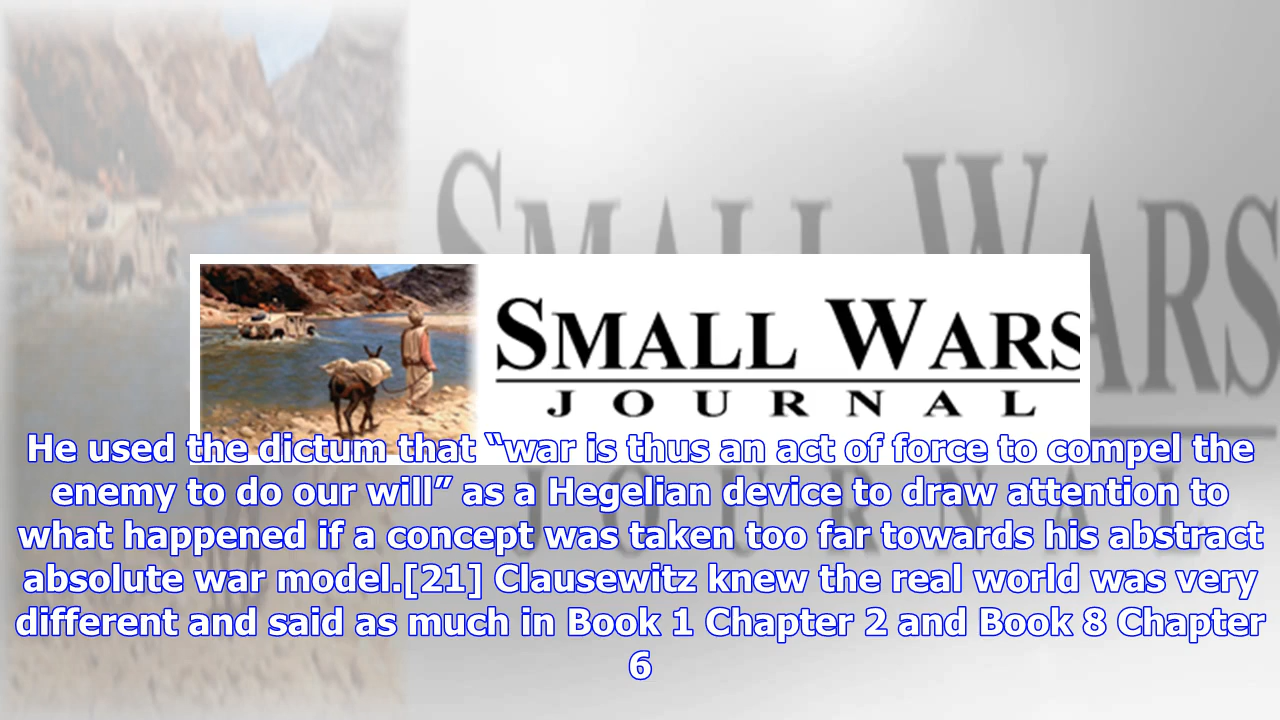 SMALL WARS
JOURNAL
SMALL WARS
JOURNAL
He used the dictum that “war is thus an act of force to compel the
enemy to do our will” as a Hegelian device to draw attention to
what happened if a concept was taken too far towards his abstract
absolute war model.[21] Clausewitz knew the real world was very
different and said as much in Book 1 Chapter 2 and Book 8 Chapter
6